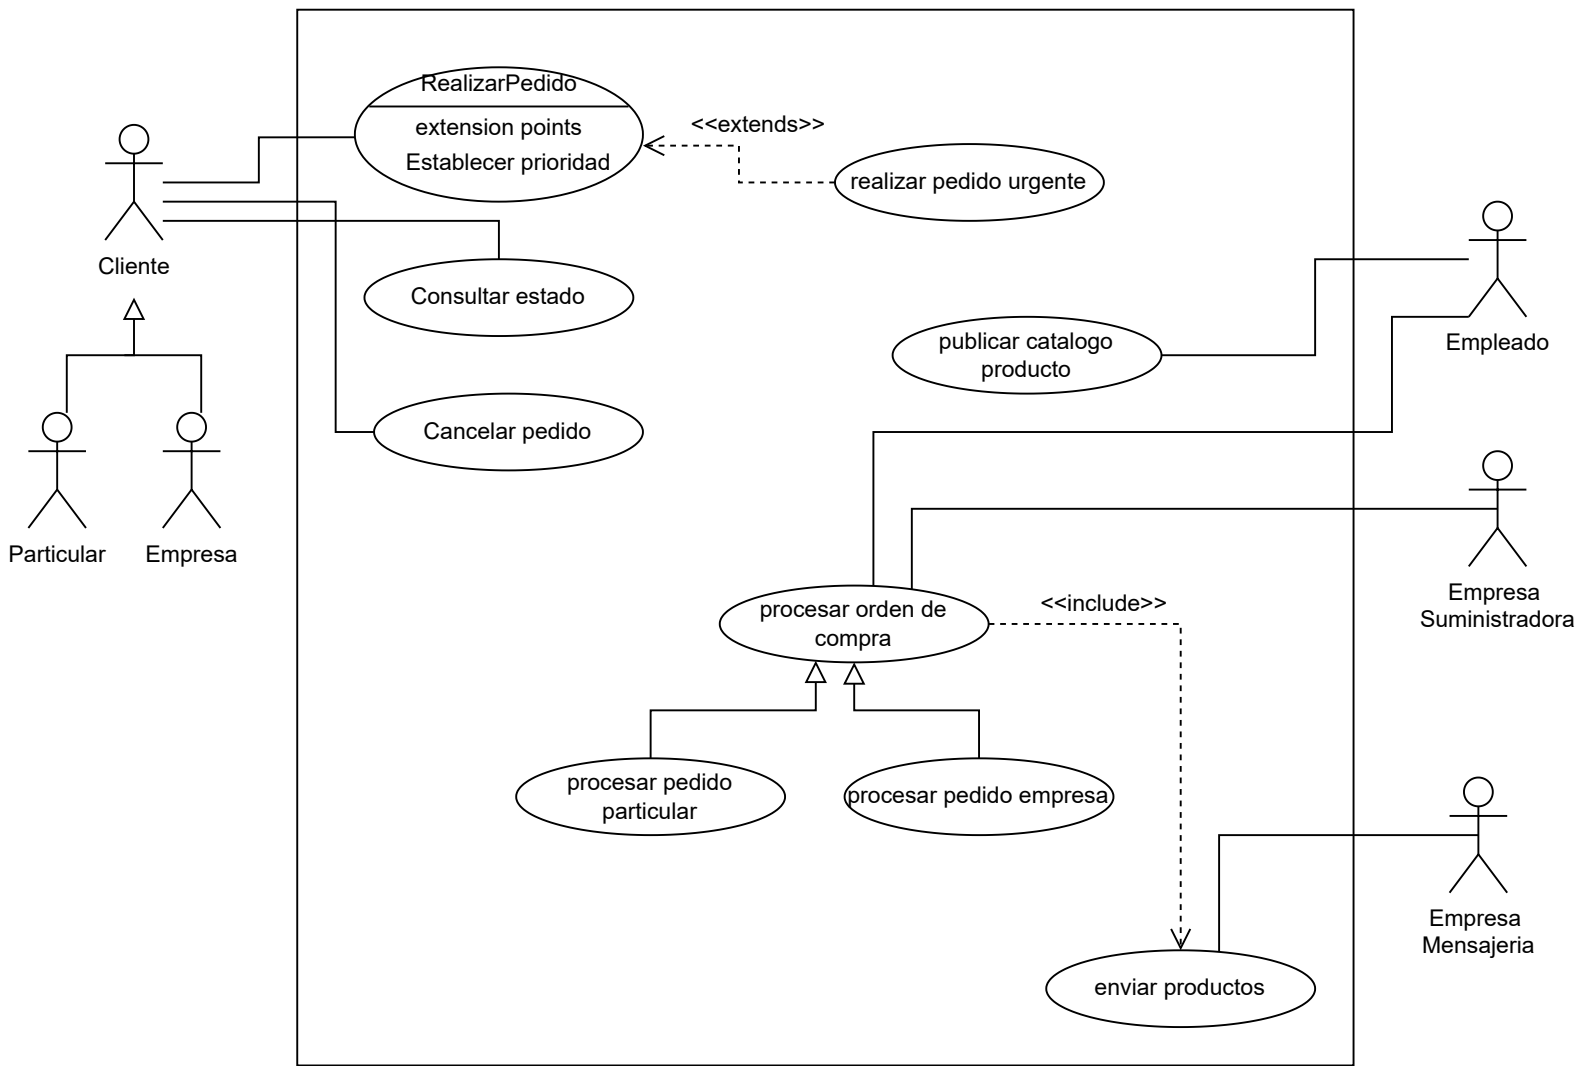 RealizarPedido
extension points
Establecer prioridad
<<extends>>
realizar pedido urgente
Cliente
Consultar estado
publicar catalogo
producto
Empleado
Cancelar pedido
Particular
Empresa
procesar orden de
compra
<<include>>
Empresa
Suministradora
procesar pedido
particular
procesar pedido empresa
Empresa
Mensajeria
enviar productos